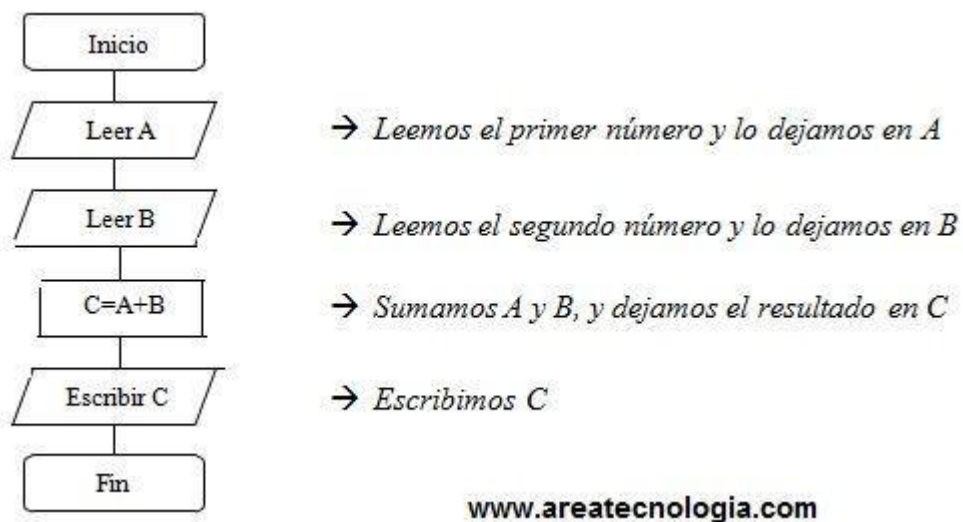 Inicio
Leer A
→ Leemos el primer número y lo dejamos en A
Leer B
→ Leemos el segundo número y lo dejamos en B
C=A+B
→ Sumamos A y B, y dejamos el resultado en C
Escribir C
→ Escribimos C
Fin
www.areatecnologia.com